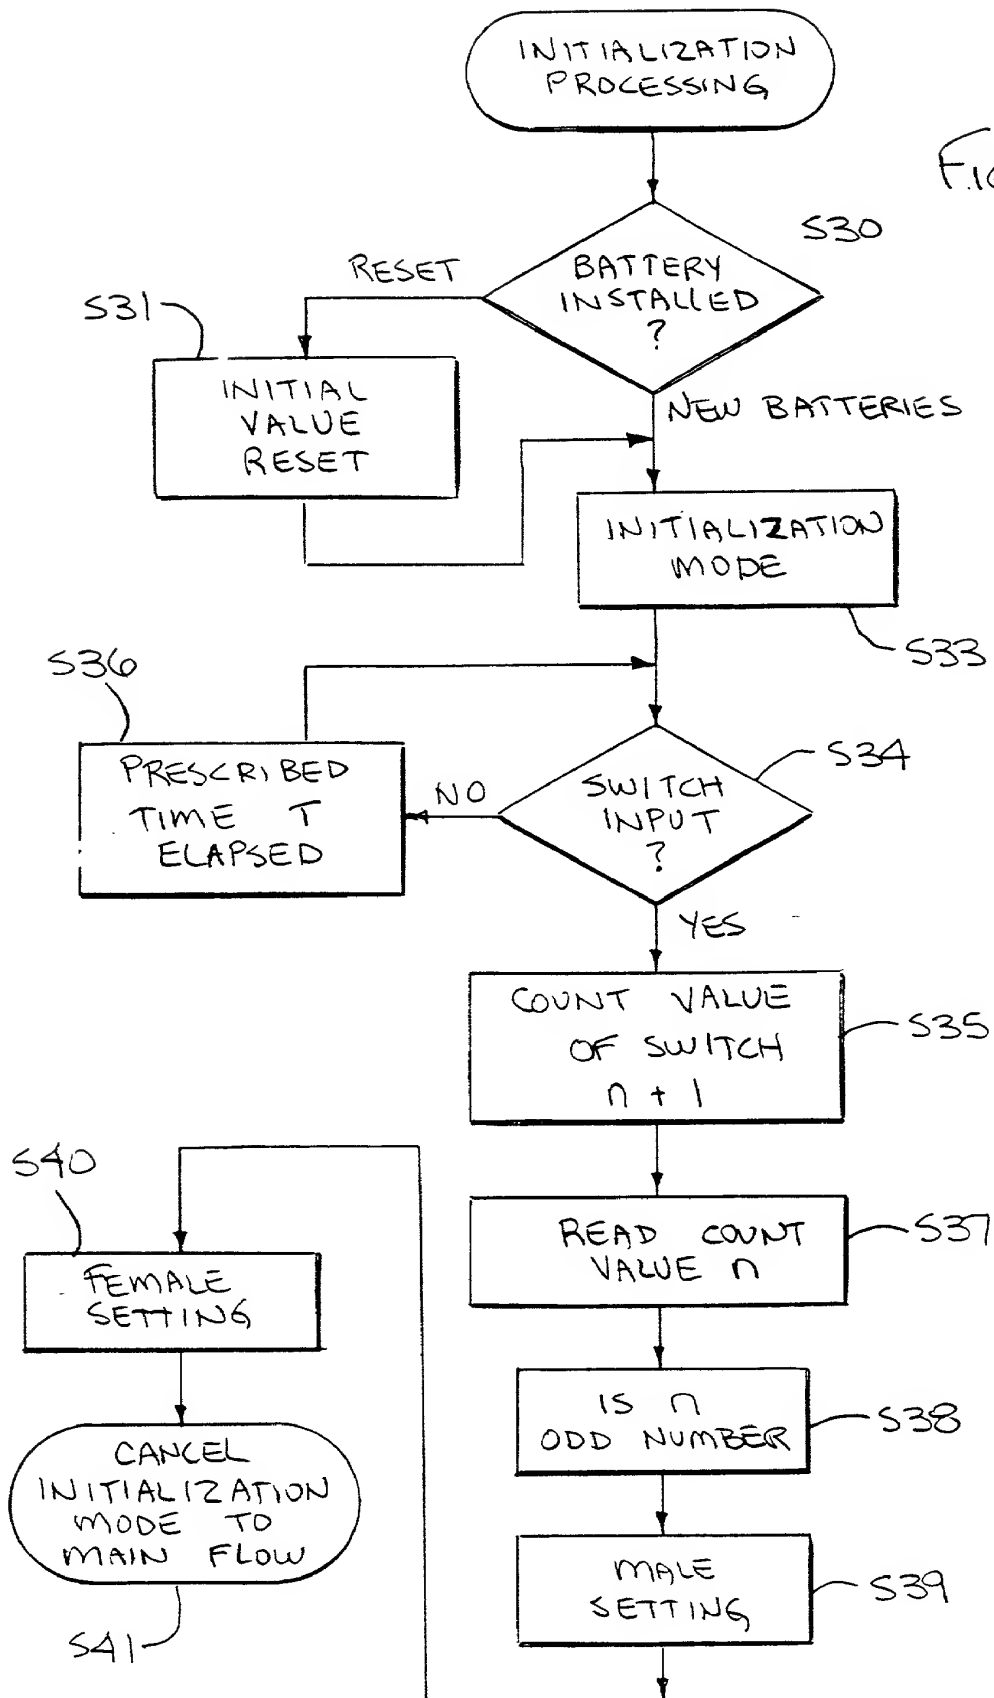 INITIALIZATION
PROCESSING
S30
RESET
BATTERY
INSTALLED
?
S31
INITIAL
VALUE
RESET
NEW BATTERIES
INITIALIZATION
MODE
S33
S36
PRESCRIBED
TIME T
ELAPSED
NO
SWITCH
INPUT
?
S34
YES
COUNT VALUE
OF SWITCH
n + 1
S35
S40
FEMALE
SETTING
READ COUNT
VALUE n
S37
IS n
ODD NUMBER
S38
CANCEL
INITIALIZATION
MODE TO
MAIN FLOW
S41
MALE
SETTING
S39